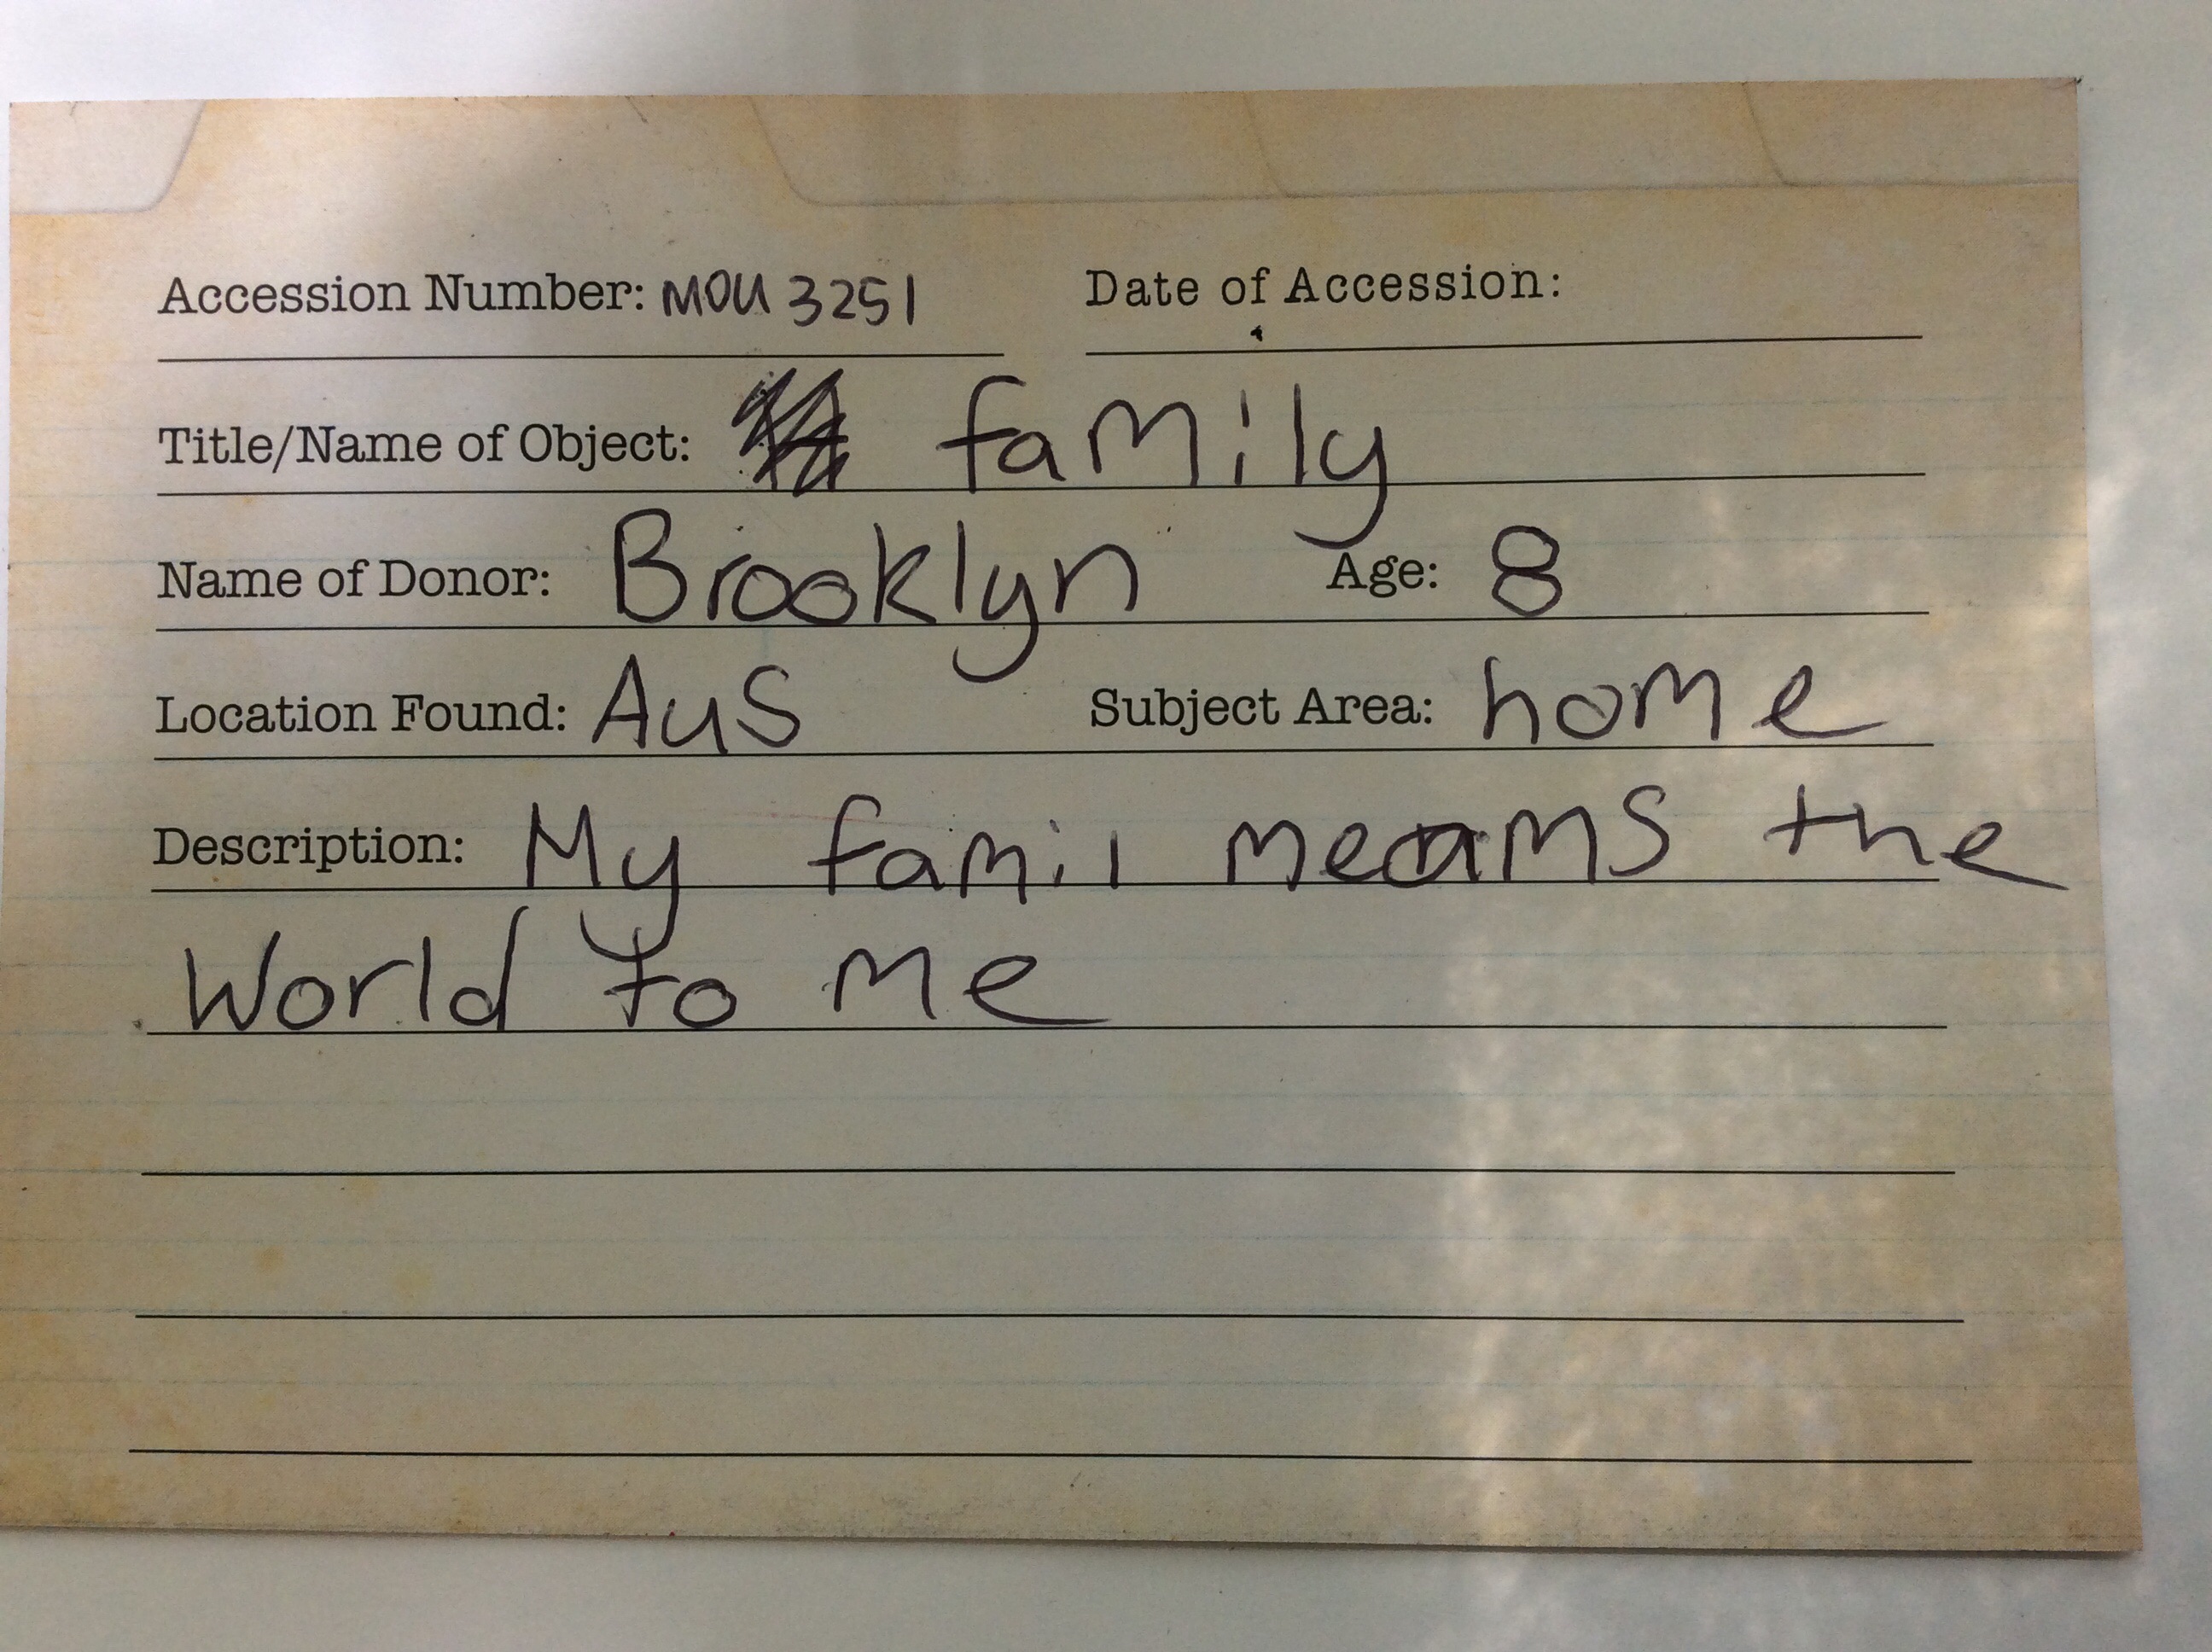 Accession Number: MOU 3251 Date of Accession:
Title/Name of Object: family
Name of Donor: Brooklyn Age: 8
Location Found: Aus Subject Area: home
Description: My famil means the
World to me